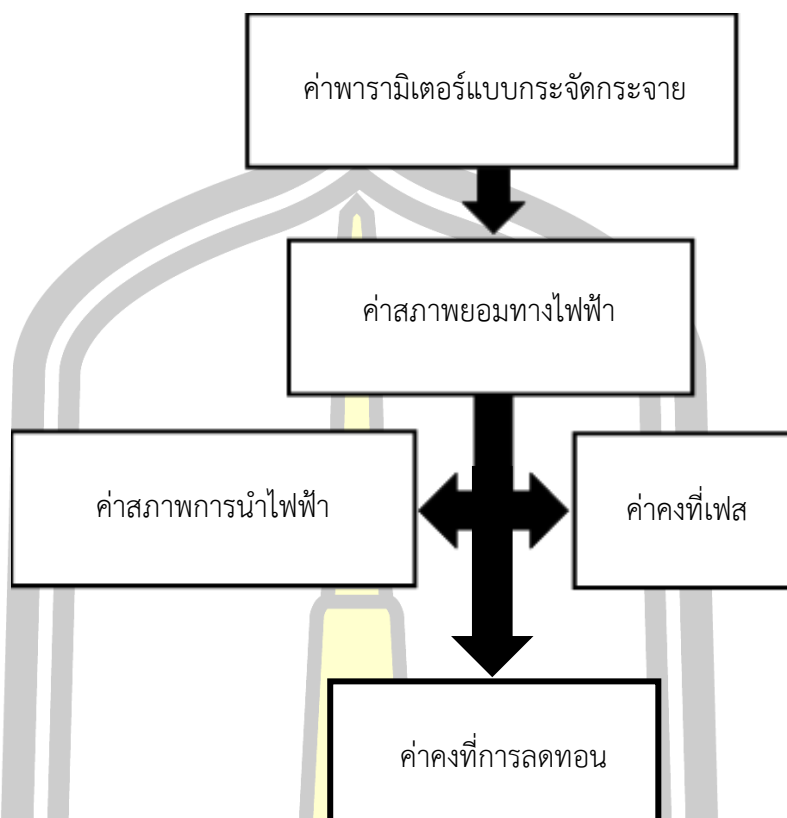 ค่าพารามิเตอร์แบบกระจัดกระจาย
ค่าสภาพยอมทางไฟฟ้า
ค่าสภาพการนำไฟฟ้า
ค่าคงที่เฟส
ค่าคงที่การลดทอน